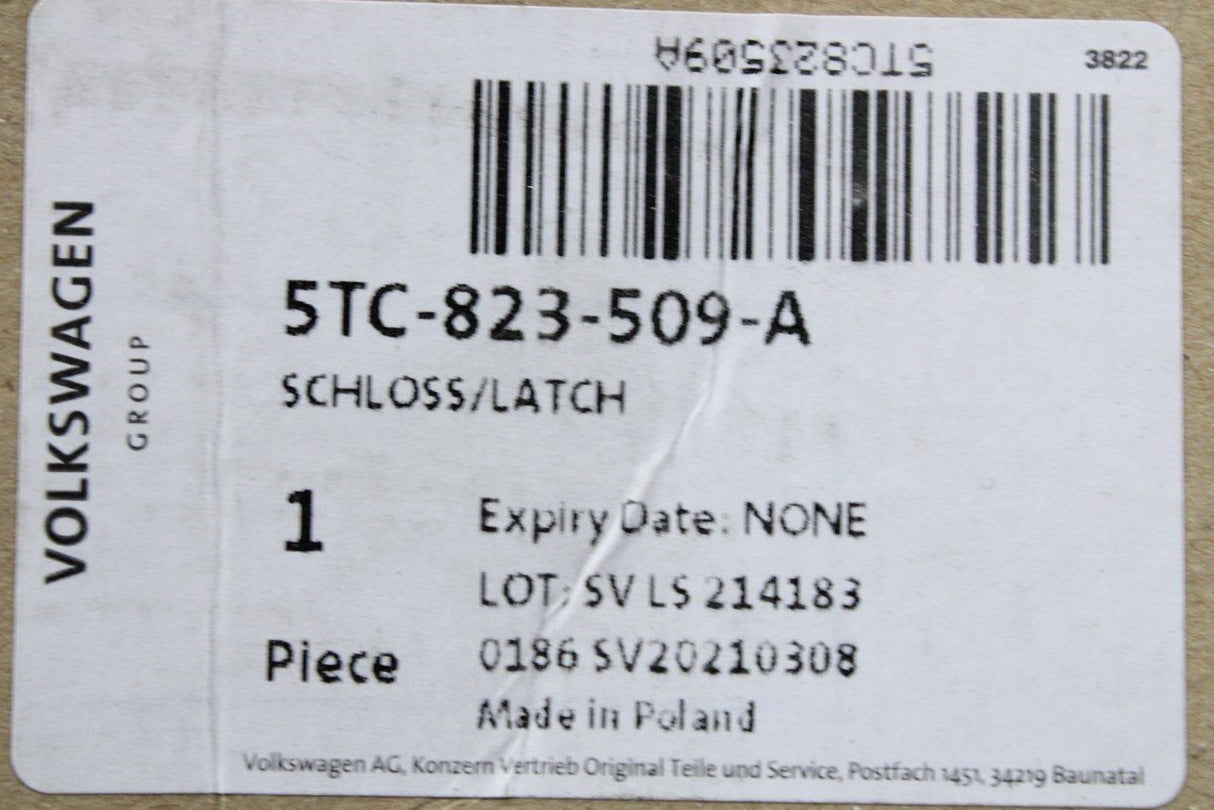 5TC823509A
3822
VOLKSWAGEN
GROUP
5TC-823-509-A
SCHLOSS/LATCH
1
Piece
Expiry Date: NONE
LOT: SV LS 214183
0186 SV20210308
Made in Poland
Volkswagen AG, Konzern Vertrieb Original Teile und Service, Postfach 1451, 34219 Baunatal